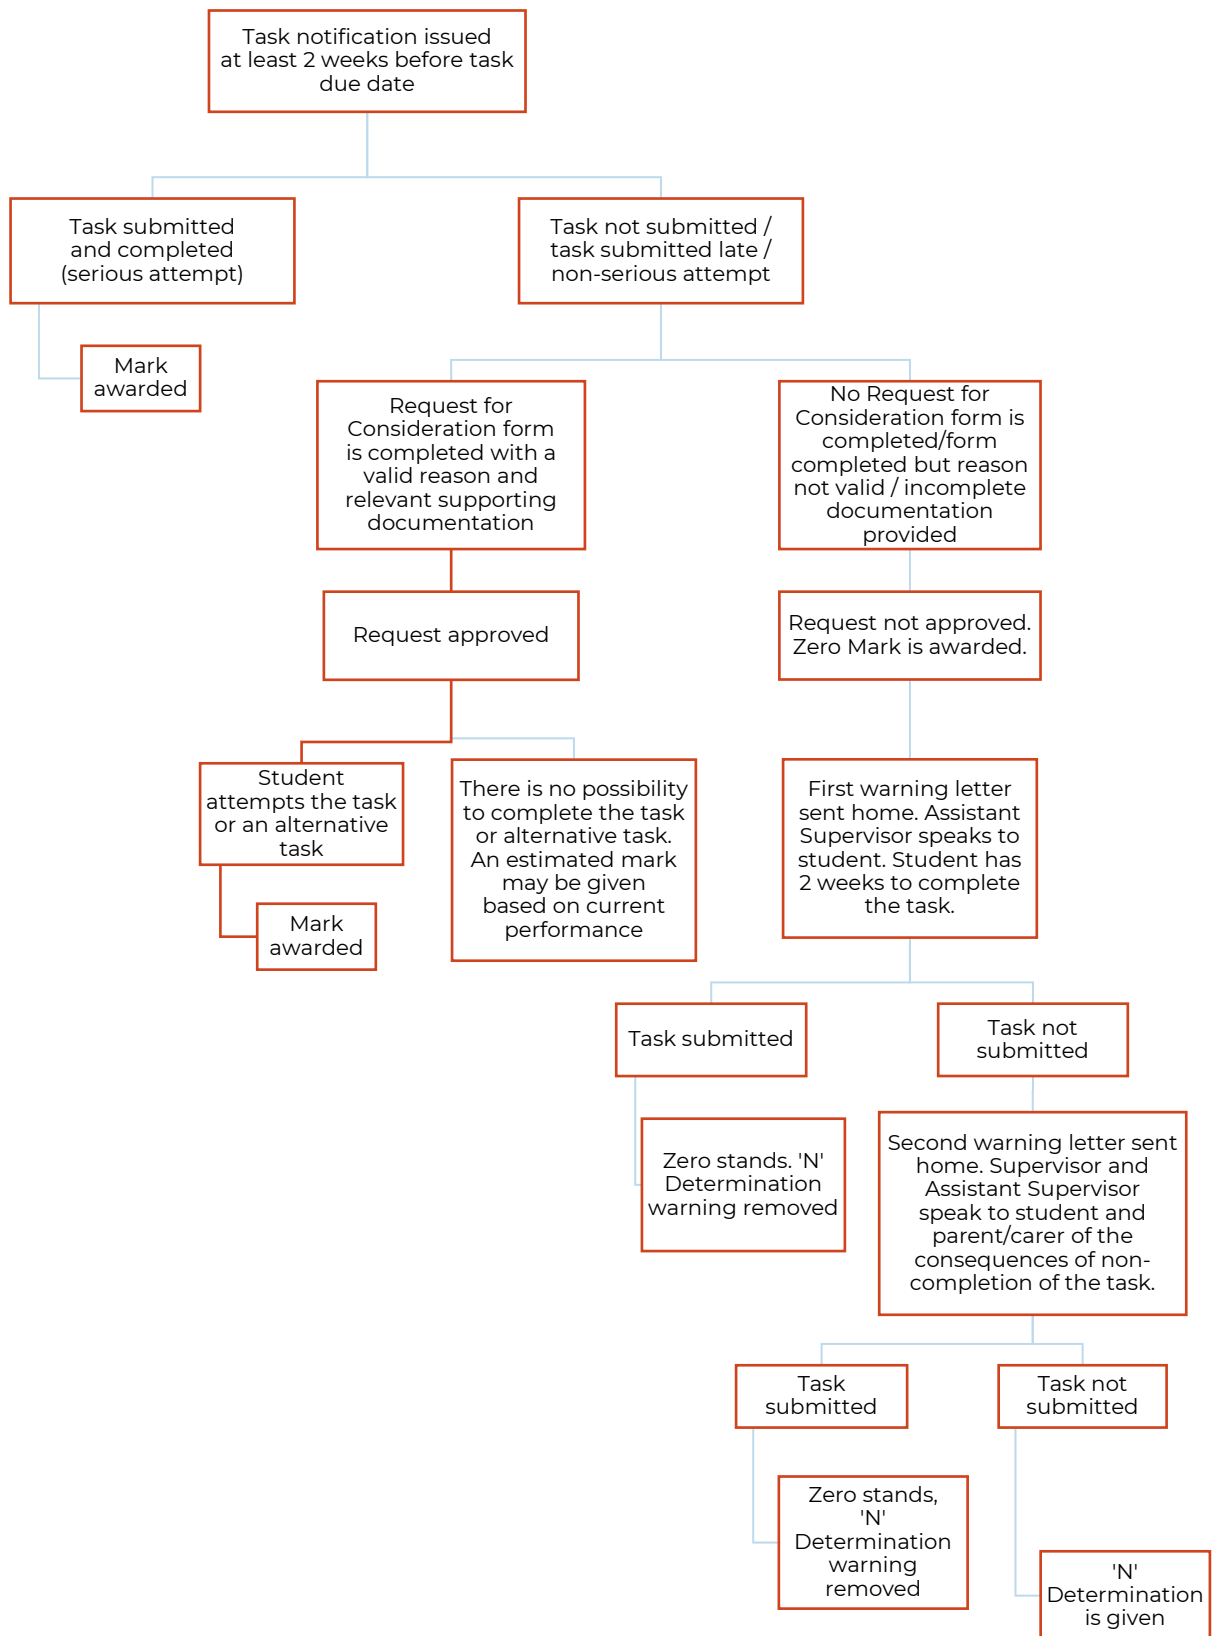 Task notification issued
at least 2 weeks before task
due date
Task submitted
and completed
(serious attempt)
Task not submitted /
task submitted late /
non-serious attempt
Mark
awarded
Request for
Consideration form
is completed with a
valid reason and
relevant supporting
documentation
No Request for
Consideration form is
completed/form
completed but reason
not valid / incomplete
documentation
provided
Request approved
Request not approved.
Zero Mark is awarded.
Student
attempts the task
or an alternative
task
There is no possibility
to complete the task
or alternative task.
An estimated mark
may be given
based on current
performance
First warning letter
sent home. Assistant
Supervisor speaks to
student. Student has
2 weeks to complete
the task.
Mark
awarded
Task submitted
Task not
submitted
Zero stands. 'N'
Determination
warning removed
Second warning letter sent
home. Supervisor and
Assistant Supervisor
speak to student and
parent/carer of the
consequences of non-
completion of the task.
Task
submitted
Task not
submitted
Zero stands,
'N'
Determination
warning
removed
'N'
Determination
is given